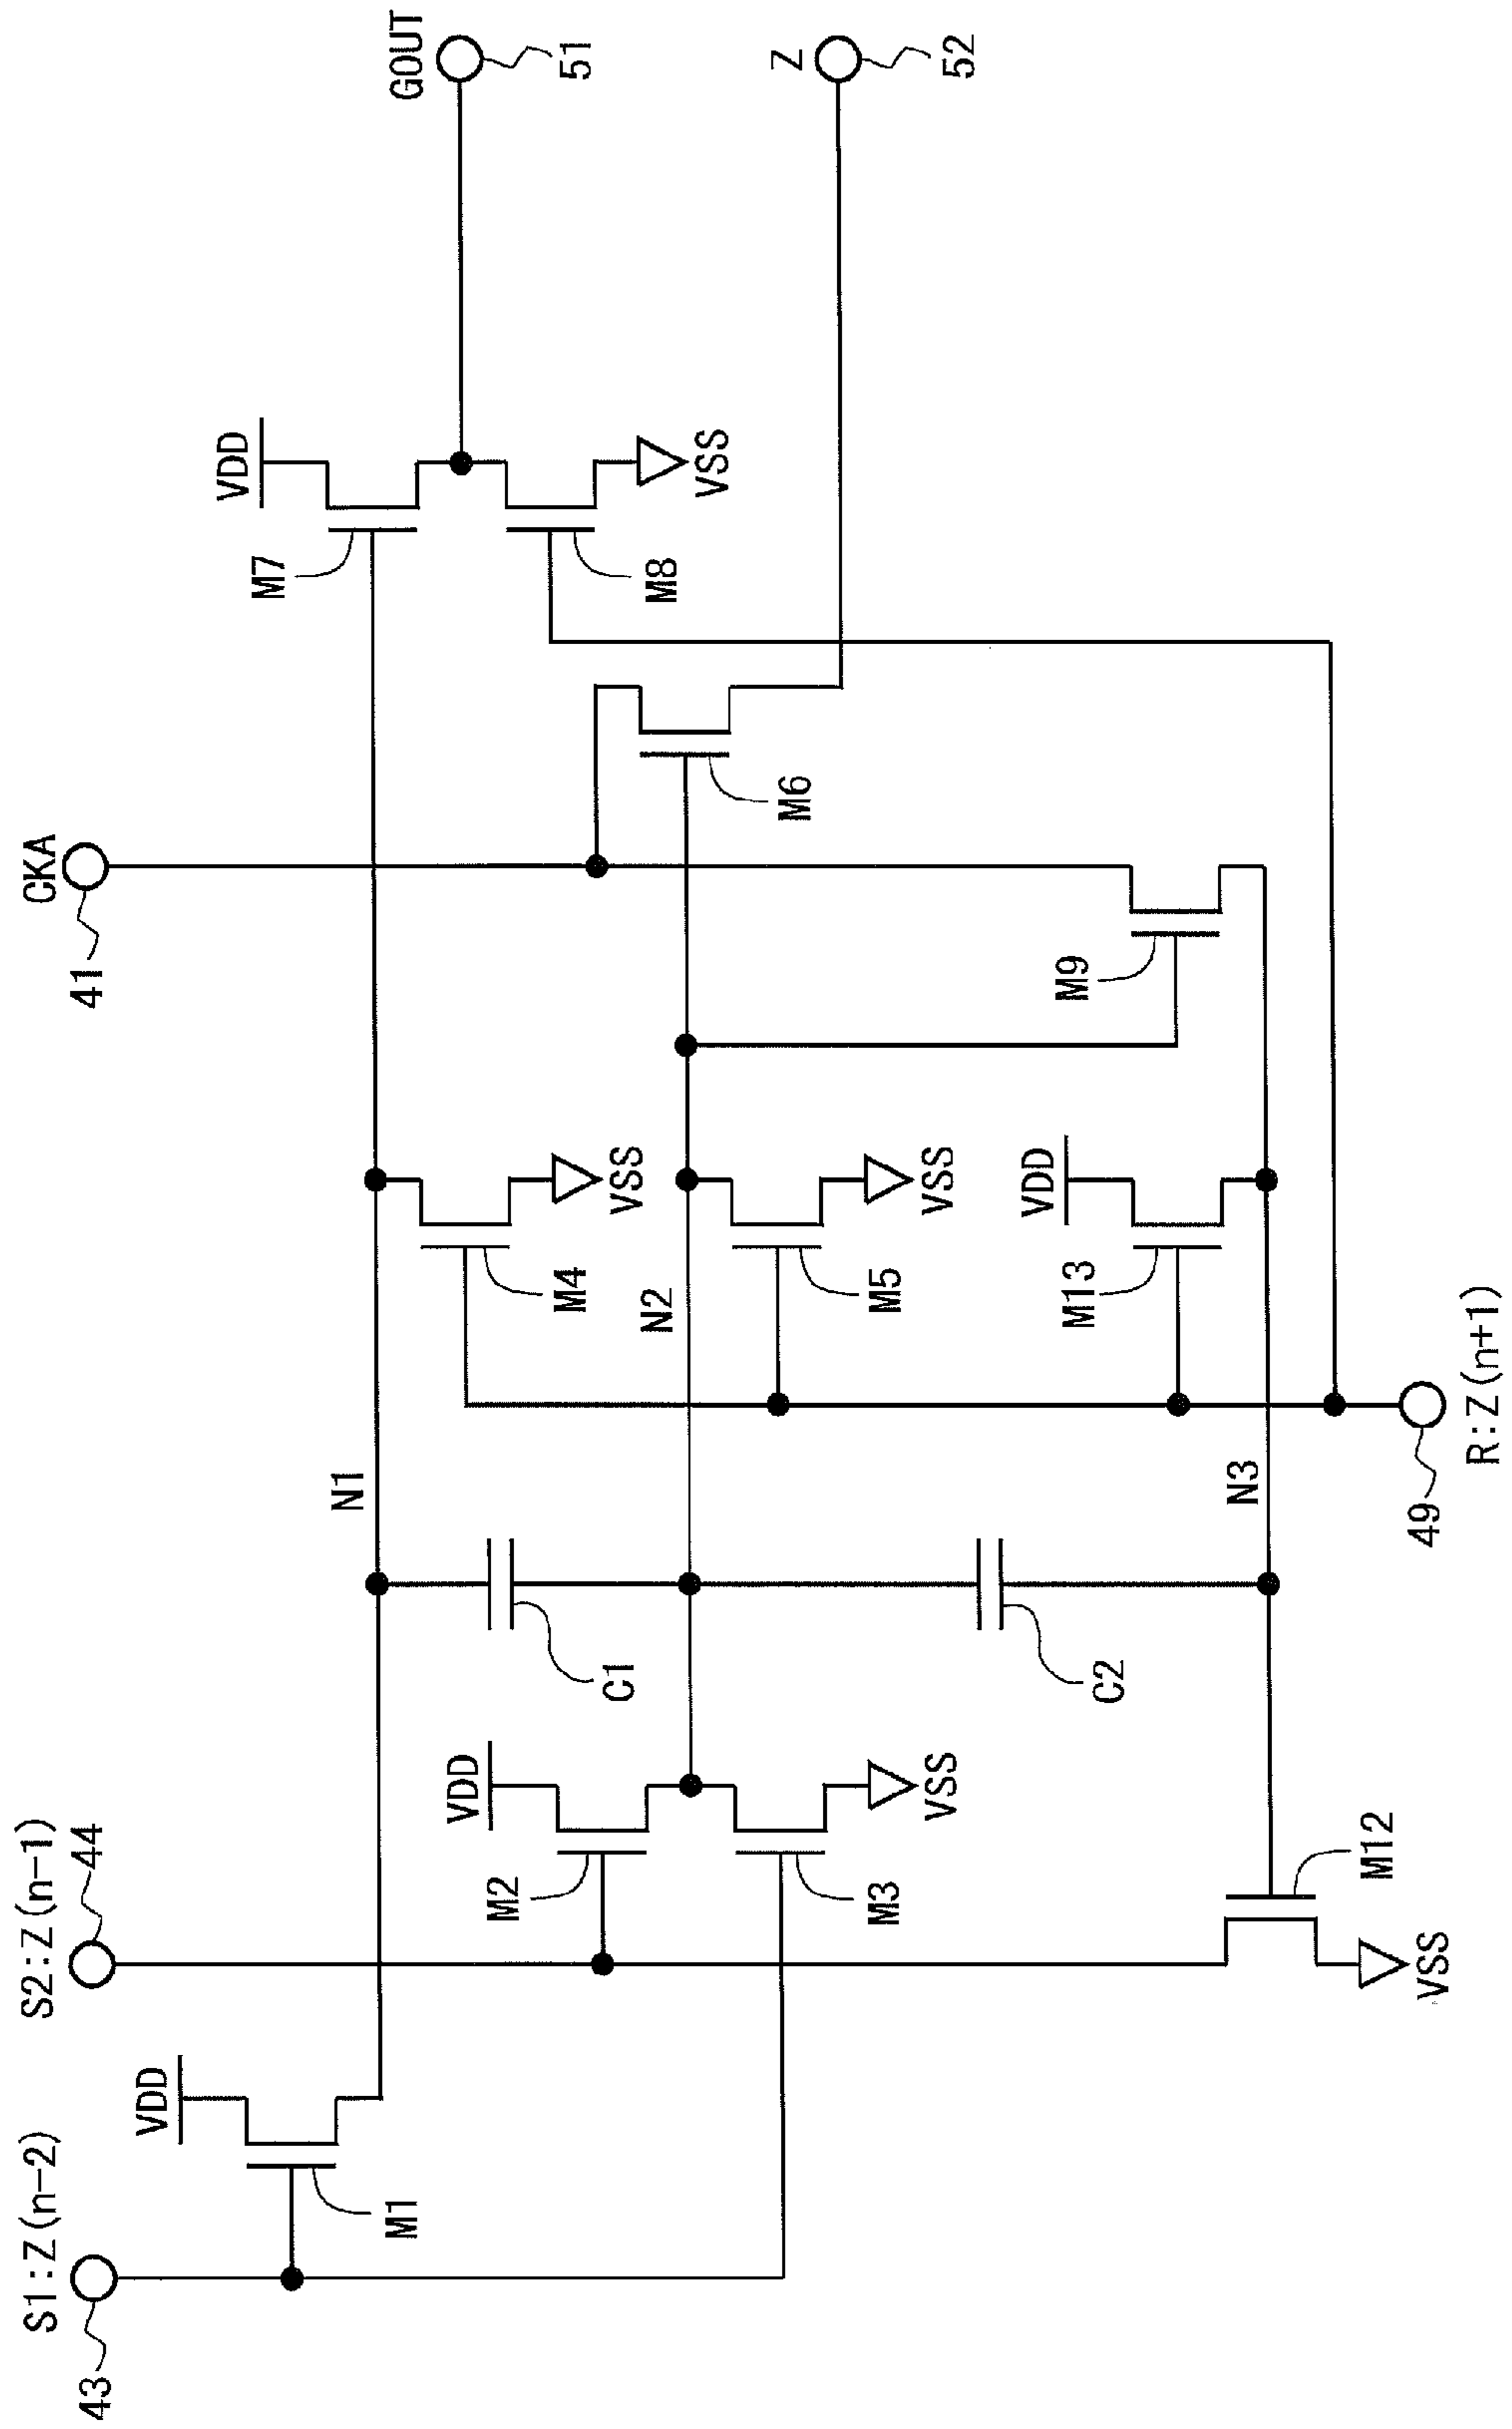 S1:Z(n-2)
43
S2:Z(n-1)
44
CKA
41
VDD
M1
VDD
M2
M3
VSS
M12
VSS
C1
C2
N1
N2
N3
M4
VSS
M5
VSS
VDD
M13
R:Z(n+1)
49
M9
M6
VDD
M7
M8
VSS
GOUT
51
Z
52